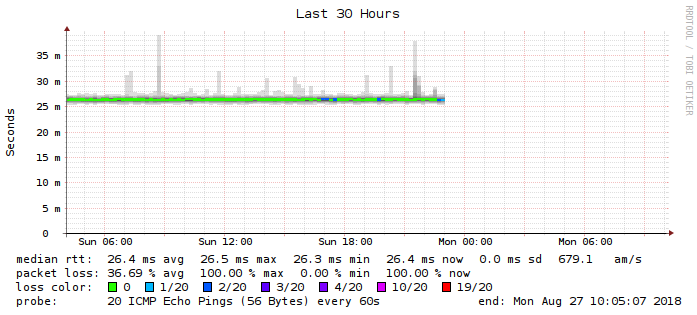 Last 30 Hours
RRDTOOL / TOBI OETIKER
Seconds
35 m
30 m
25 m
20 m
15 m
10 m
5 m
0
Sun 06:00 Sun 12:00 Sun 18:00 Mon 00:00 Mon 06:00
median rtt: 26.4 ms avg 26.5 ms max 26.3 ms min 26.4 ms now 0.0 ms sd 679.1 am/s
packet loss: 36.69 % avg 100.00 % max 0.00 % min 100.00 % now
loss color: 0 1/20 2/20 3/20 4/20 10/20 19/20
probe: 20 ICMP Echo Pings (56 Bytes) every 60s end: Mon Aug 27 10:05:07 2018